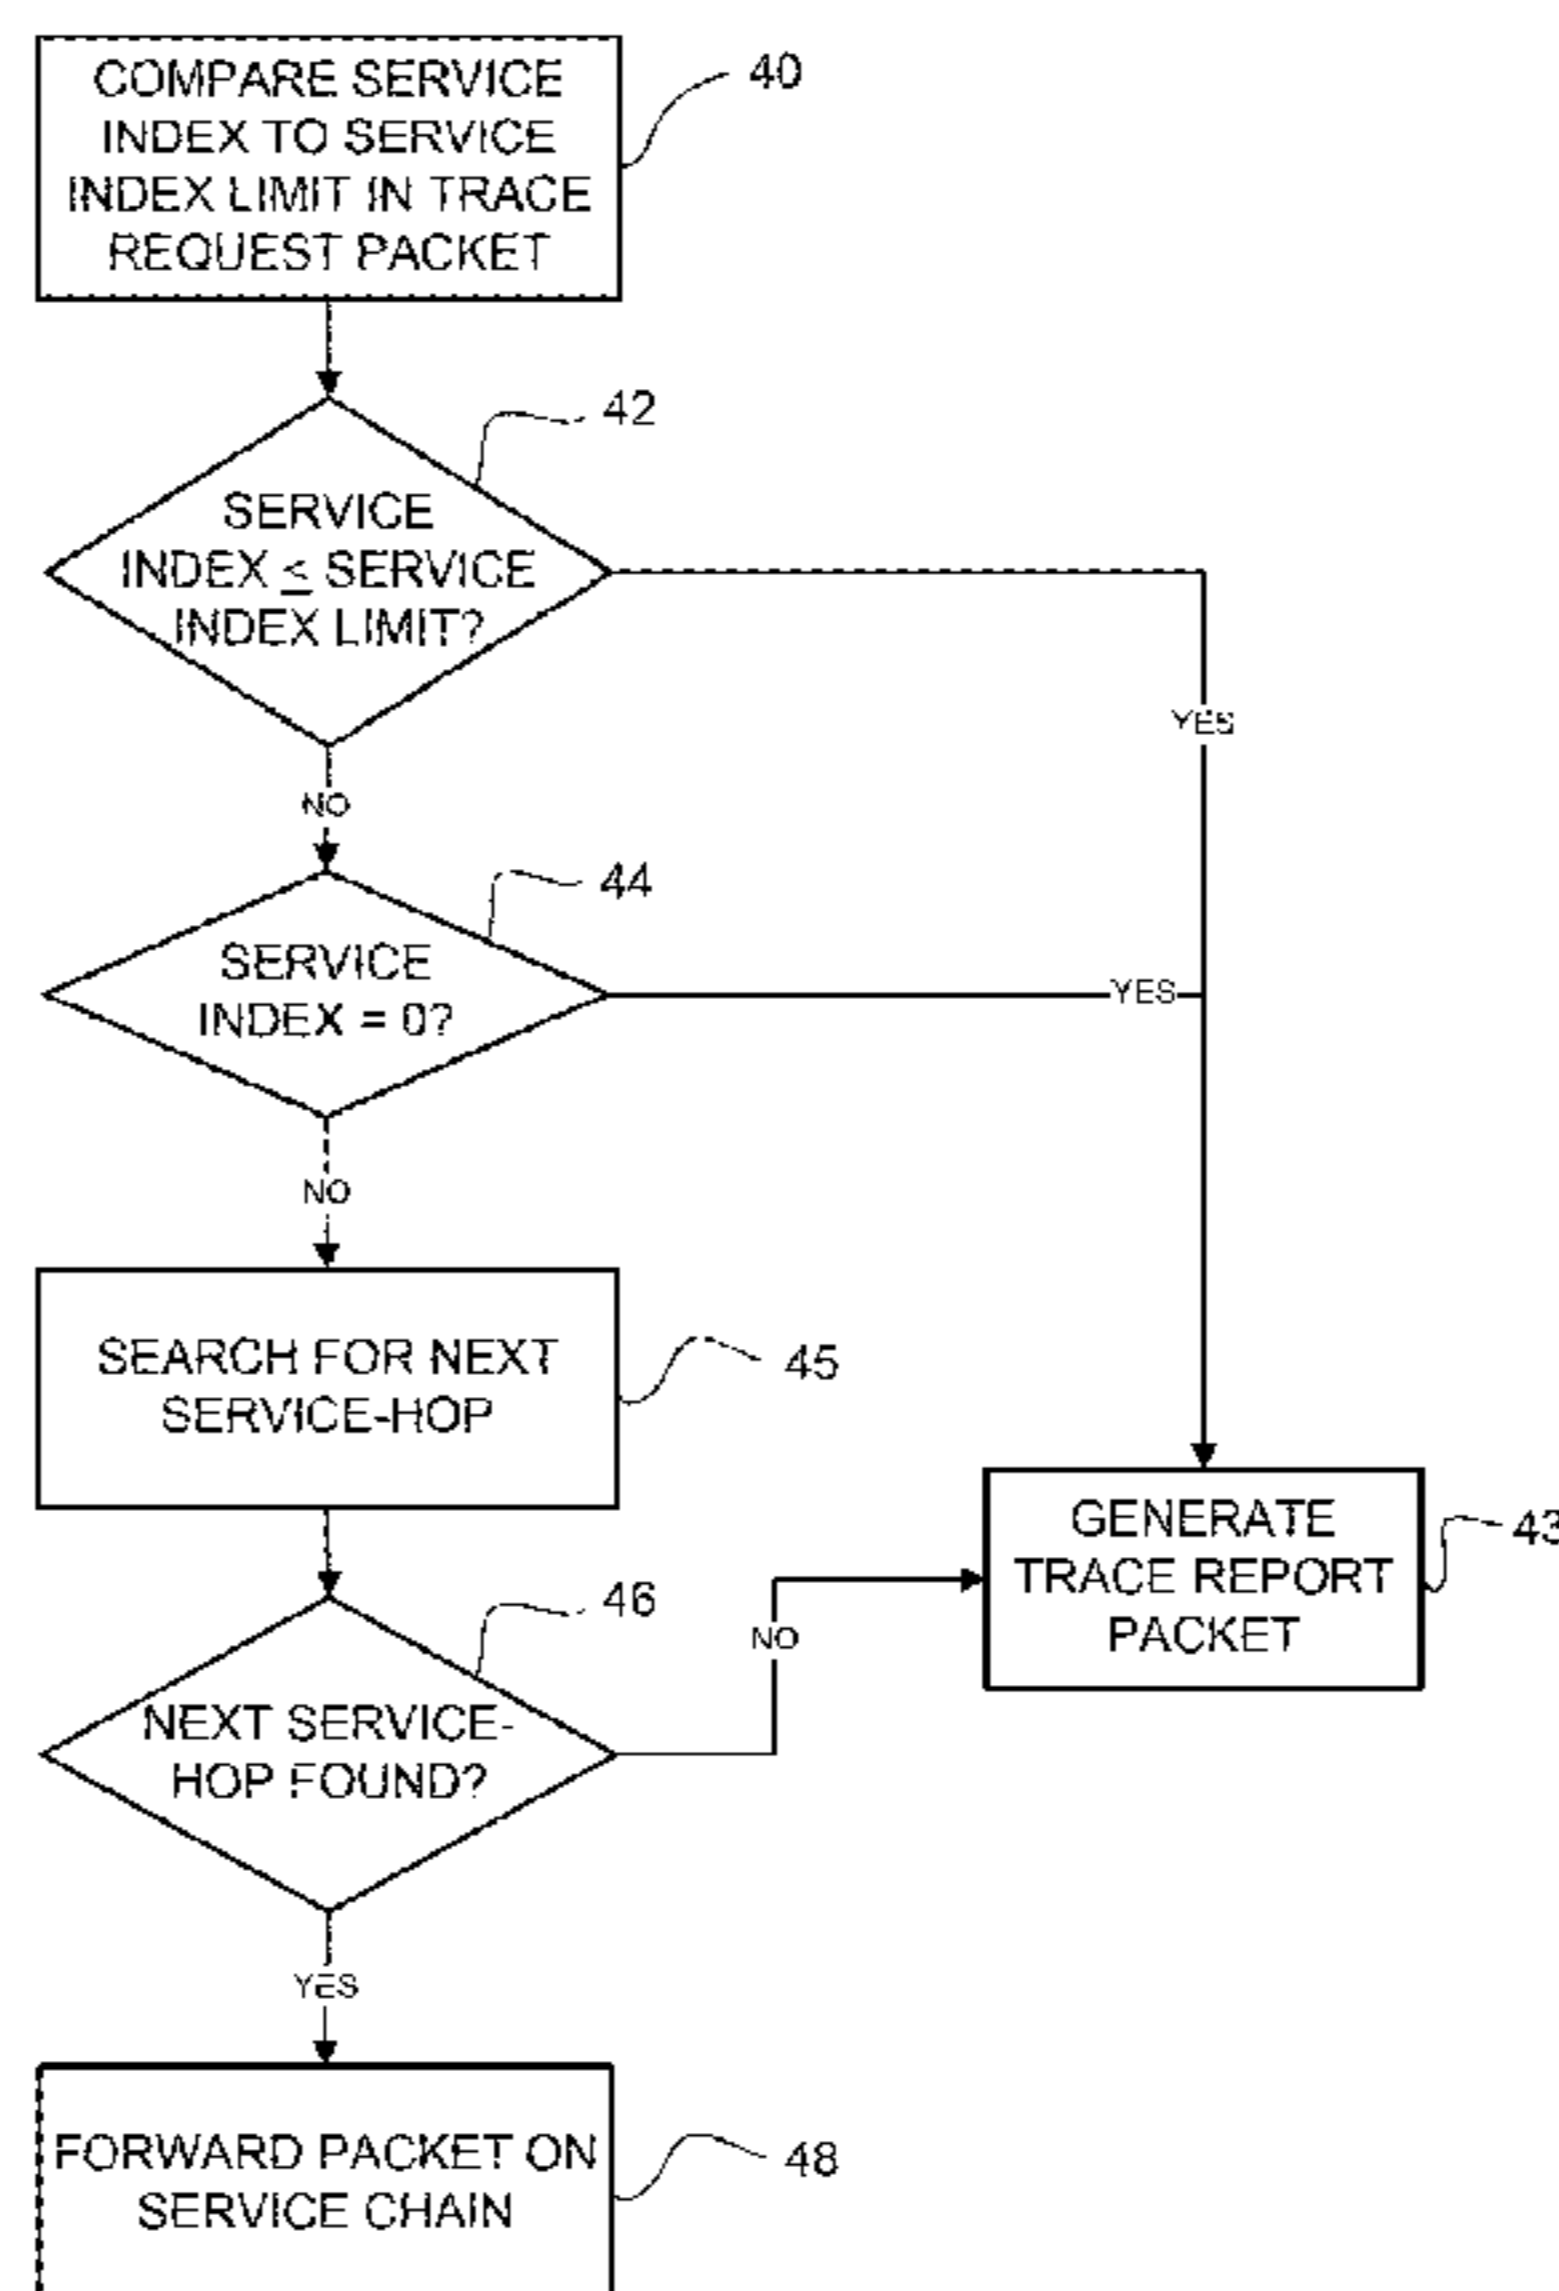 COMPARE SERVICE
INDEX TO SERVICE
INDEX LIMIT IN TRACE
REQUEST PACKET
40
42
SERVICE
INDEX ≤ SERVICE
INDEX LIMIT?
YES
NO
44
SERVICE
INDEX = 0?
YES
NO
SEARCH FOR NEXT
SERVICE-HOP
45
GENERATE
TRACE REPORT
PACKET
43
46
NO
NEXT SERVICE-
HOP FOUND?
YES
FORWARD PACKET ON
SERVICE CHAIN
48